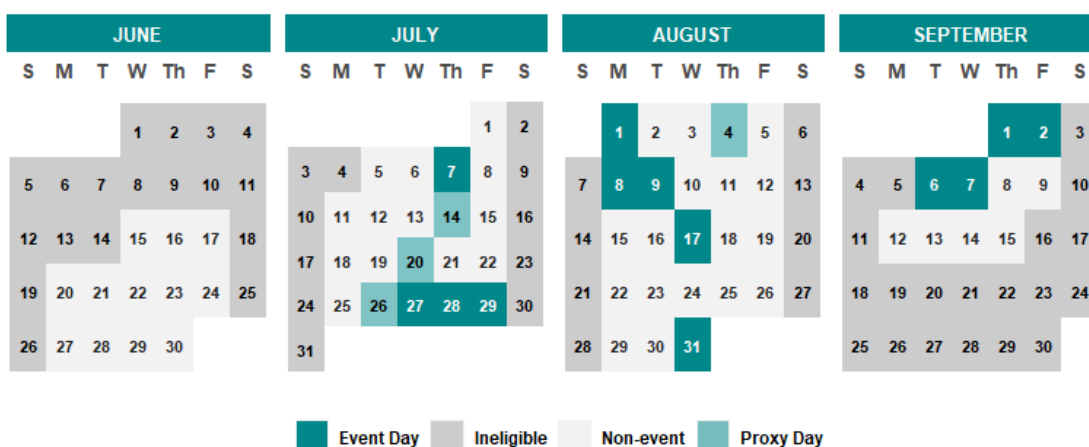 JUNE JULY AUGUST SEPTEMBER
S M T W Th F S S M T W Th F S S M T W Th F S S M T W Th F S
1 2 3 4 1 2 1 2 3 4 5 6 1 2 3
5 6 7 8 9 10 11 3 4 5 6 7 8 9 7 8 9 10 11 12 13 4 5 6 7 8 9 10
12 13 14 15 16 17 18 10 11 12 13 14 15 16 14 15 16 17 18 19 20 11 12 13 14 15 16 17
19 20 21 22 23 24 25 17 18 19 20 21 22 23 21 22 23 24 25 26 27 18 19 20 21 22 23 24
26 27 28 29 30 24 25 26 27 28 29 30 28 29 30 31 25 26 27 28 29 30
31
Event Day Ineligible Non-event Proxy Day